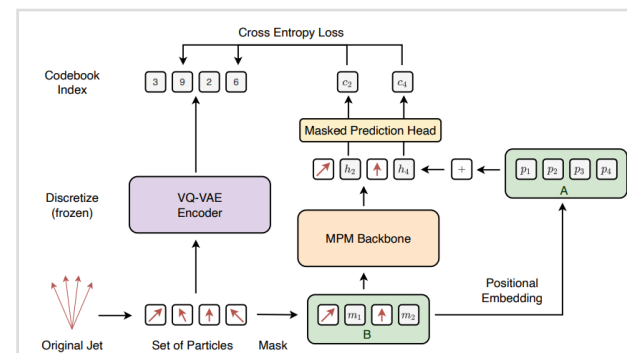 Cross Entropy Loss
Codebook
Index
3 9 2 6
c₂ c₄
Masked Prediction Head
h₂ h₄
+
p₁ p₂ p₃ p₄
A
Discretize
(frozen)
VQ-VAE
Encoder
MPM Backbone
Positional
Embedding
m₁ m₂
B
Original Jet
Set of Particles
Mask